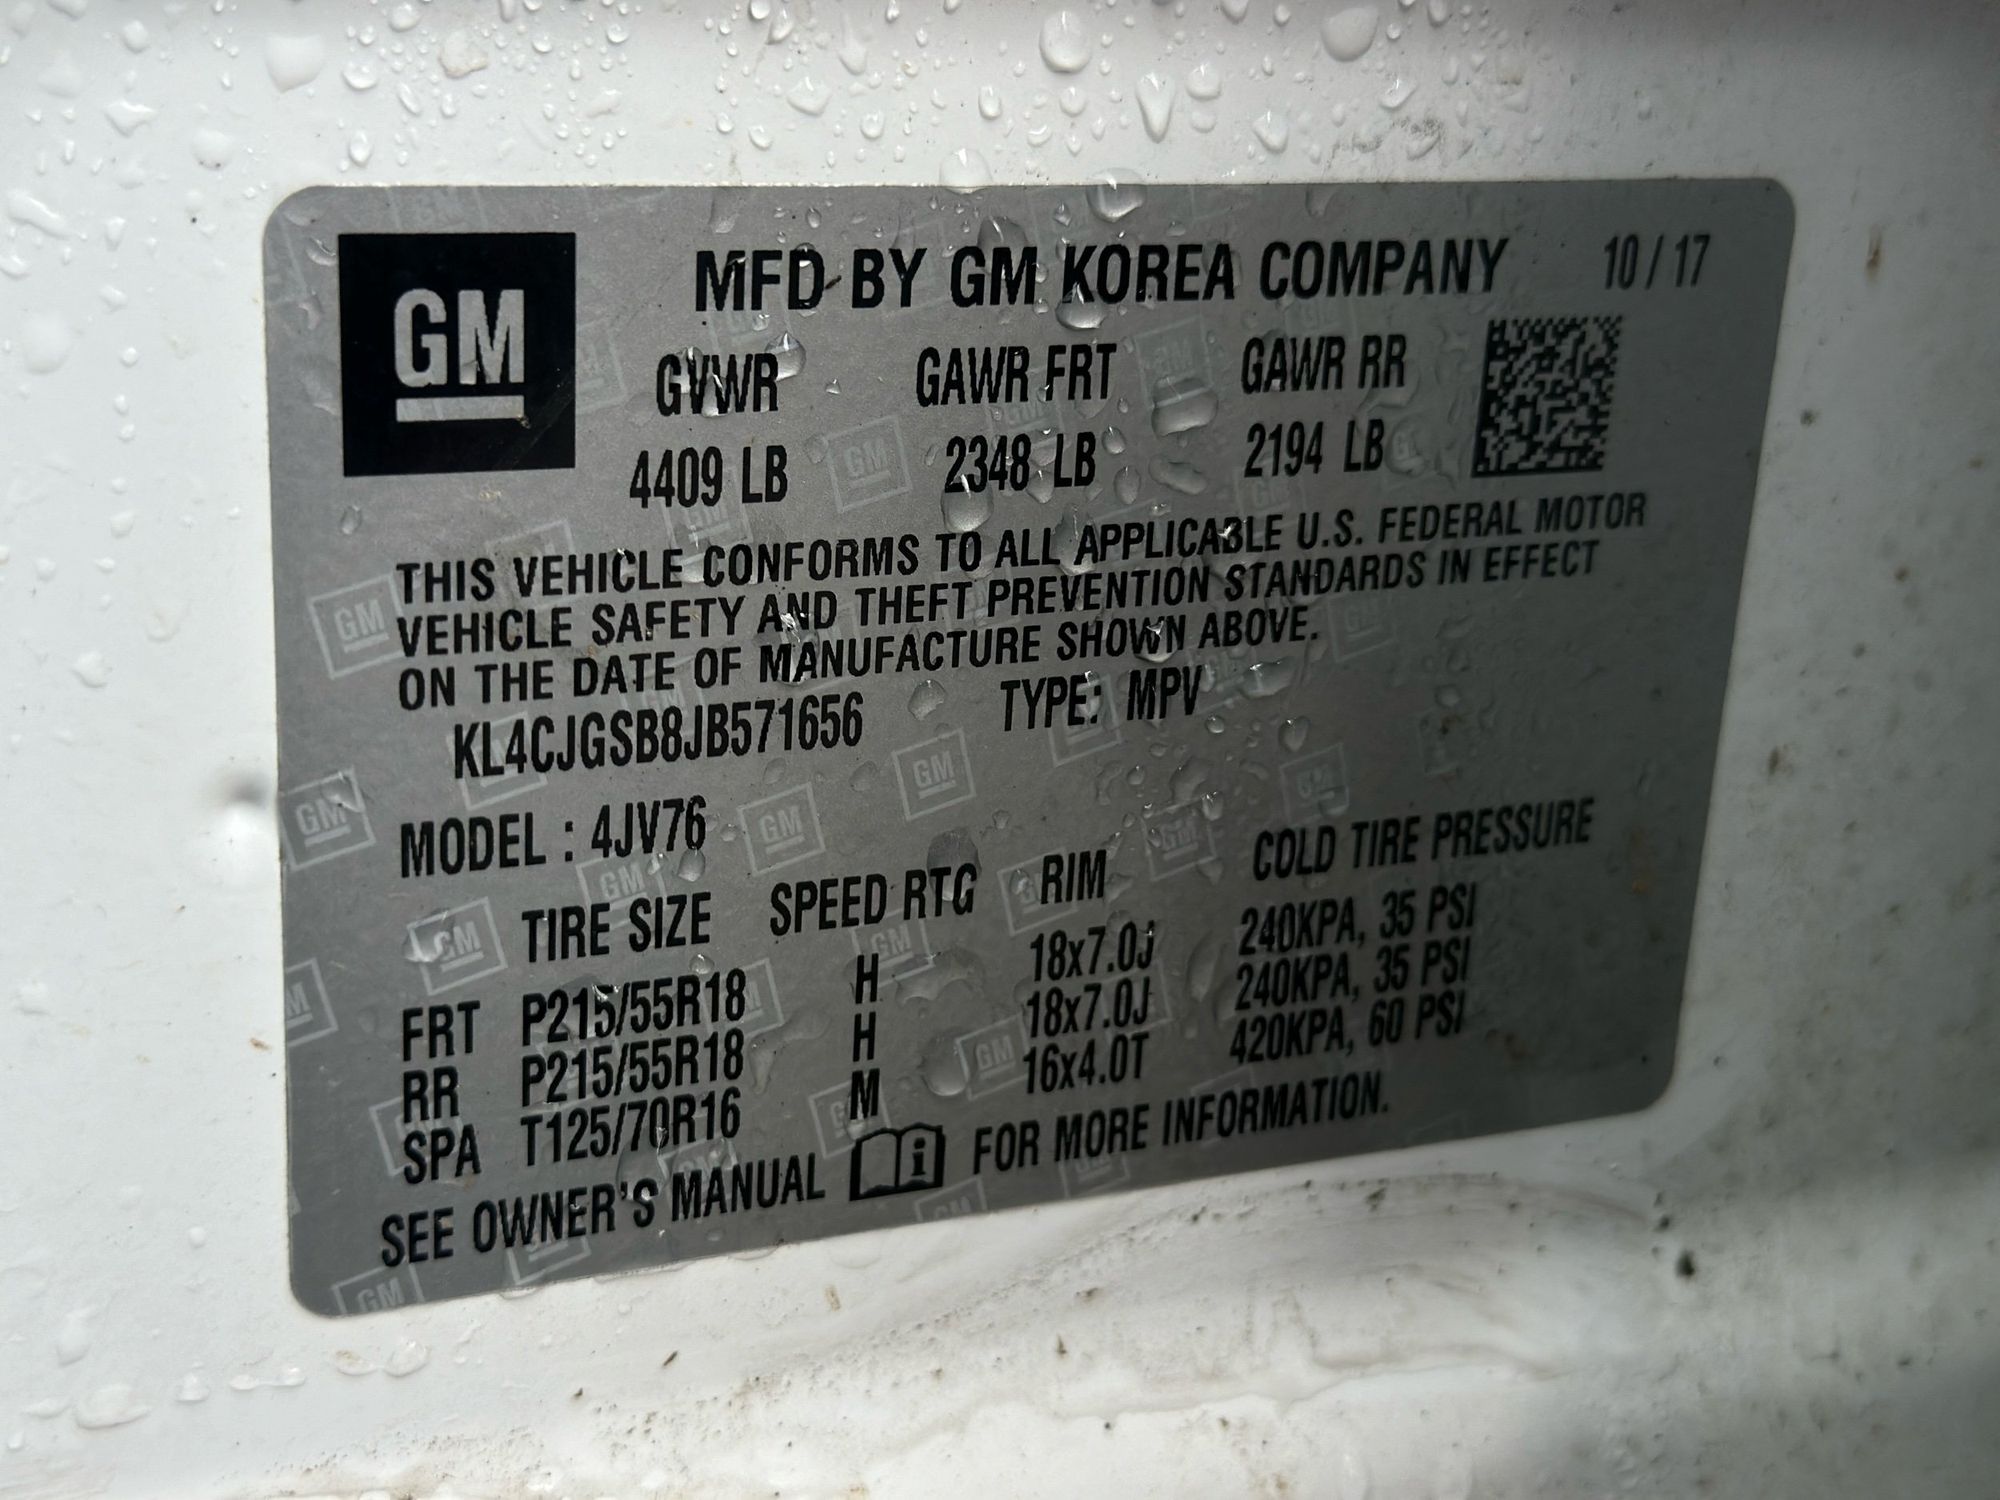 GM
MFD BY GM KOREA COMPANY 10/17
GVWR GAWR FRT GAWR RR
4409 LB 2348 LB 2194 LB
THIS VEHICLE CONFORMS TO ALL APPLICABLE U.S. FEDERAL MOTOR
VEHICLE SAFETY AND THEFT PREVENTION STANDARDS IN EFFECT
ON THE DATE OF MANUFACTURE SHOWN ABOVE.
KL4CJGSB8JB571656 TYPE: MPV
MODEL : 4JV76
TIRE SIZE SPEED RTG RIM COLD TIRE PRESSURE
FRT P215/55R18 H 18x7.0J 240KPA, 35 PSI
RR P215/55R18 H 18x7.0J 240KPA, 35 PSI
SPA T125/70R16 M 16x4.0T 420KPA, 60 PSI
SEE OWNER'S MANUAL FOR MORE INFORMATION.